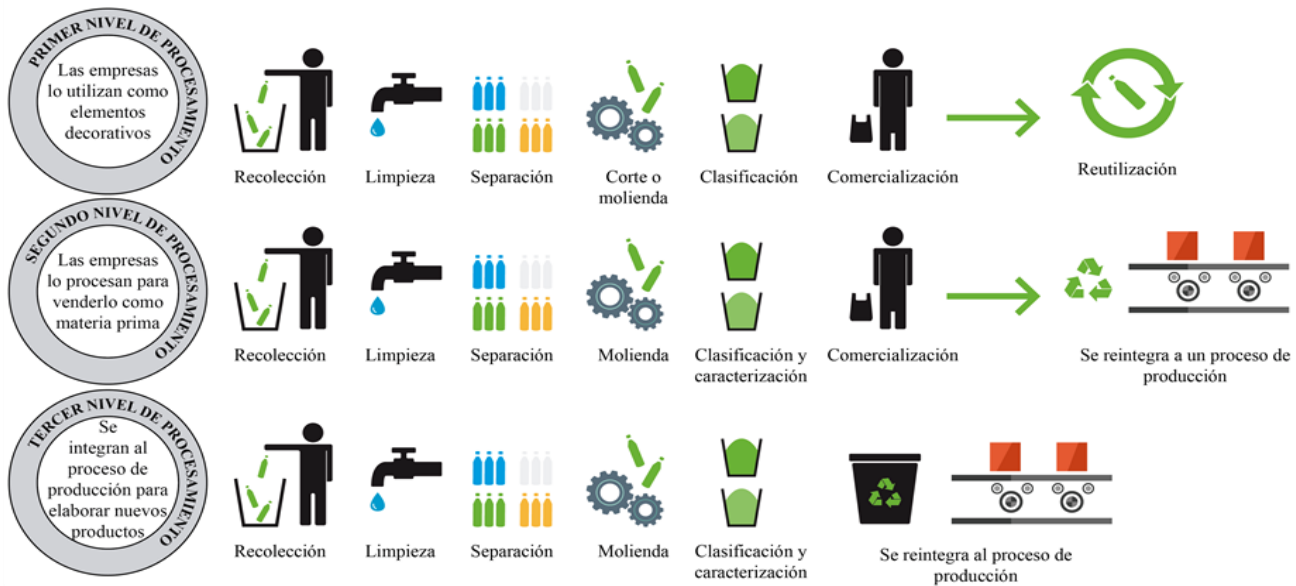 PRIMER NIVEL DE PROCESAMIENTO
Las empresas
lo utilizan como
elementos
decorativos
Recolección
Limpieza
Separación
Corte o
molienda
Clasificación
Comercialización
Reutilización
SEGUNDO NIVEL DE PROCESAMIENTO
Las empresas
lo procesan para
venderlo como
materia prima
Recolección
Limpieza
Separación
Molienda
Clasificación y
caracterización
Comercialización
Se reintegra a un proceso de
producción
TERCER NIVEL DE PROCESAMIENTO
Se
integran al
proceso de
producción para
elaborar nuevos
productos
Recolección
Limpieza
Separación
Molienda
Clasificación y
caracterización
Se reintegra al proceso de
producción